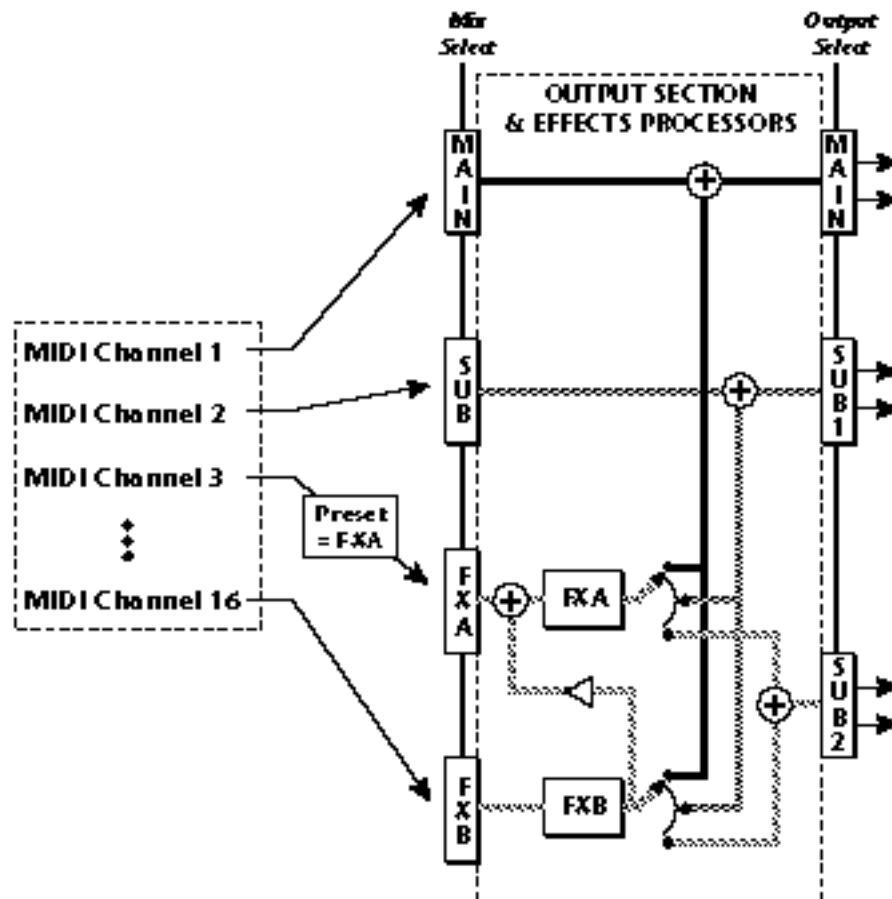 Mix
Select
Output
Select
OUTPUT SECTION
& EFFECTS PROCESSORS
MAIN
MAIN
MIDI Channel 1
SUB
SUB1
MIDI Channel 2
MIDI Channel 3
Preset
= FXA
FXA
FXA
MIDI Channel 16
SUB2
FXB
FXB